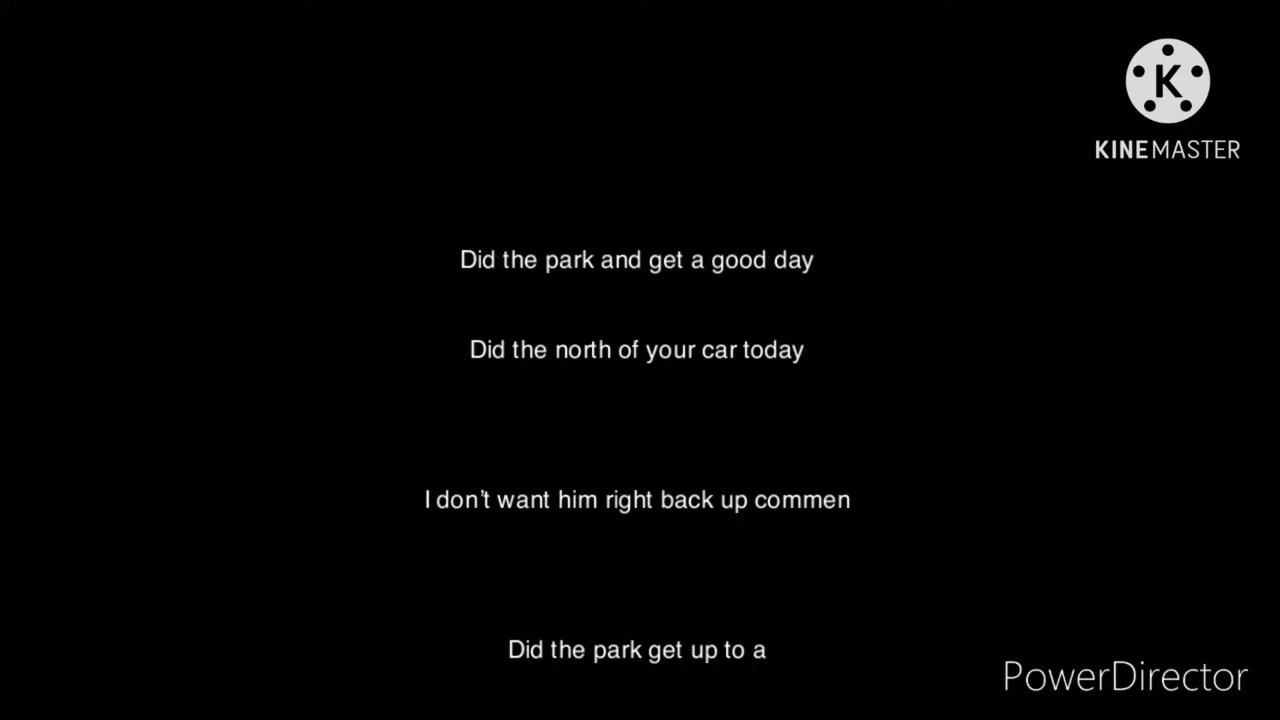 K
KINEMASTER
Did the park and get a good day
Did the north of your car today
I don't want him right back up commen
Did the park get up to a
PowerDirector